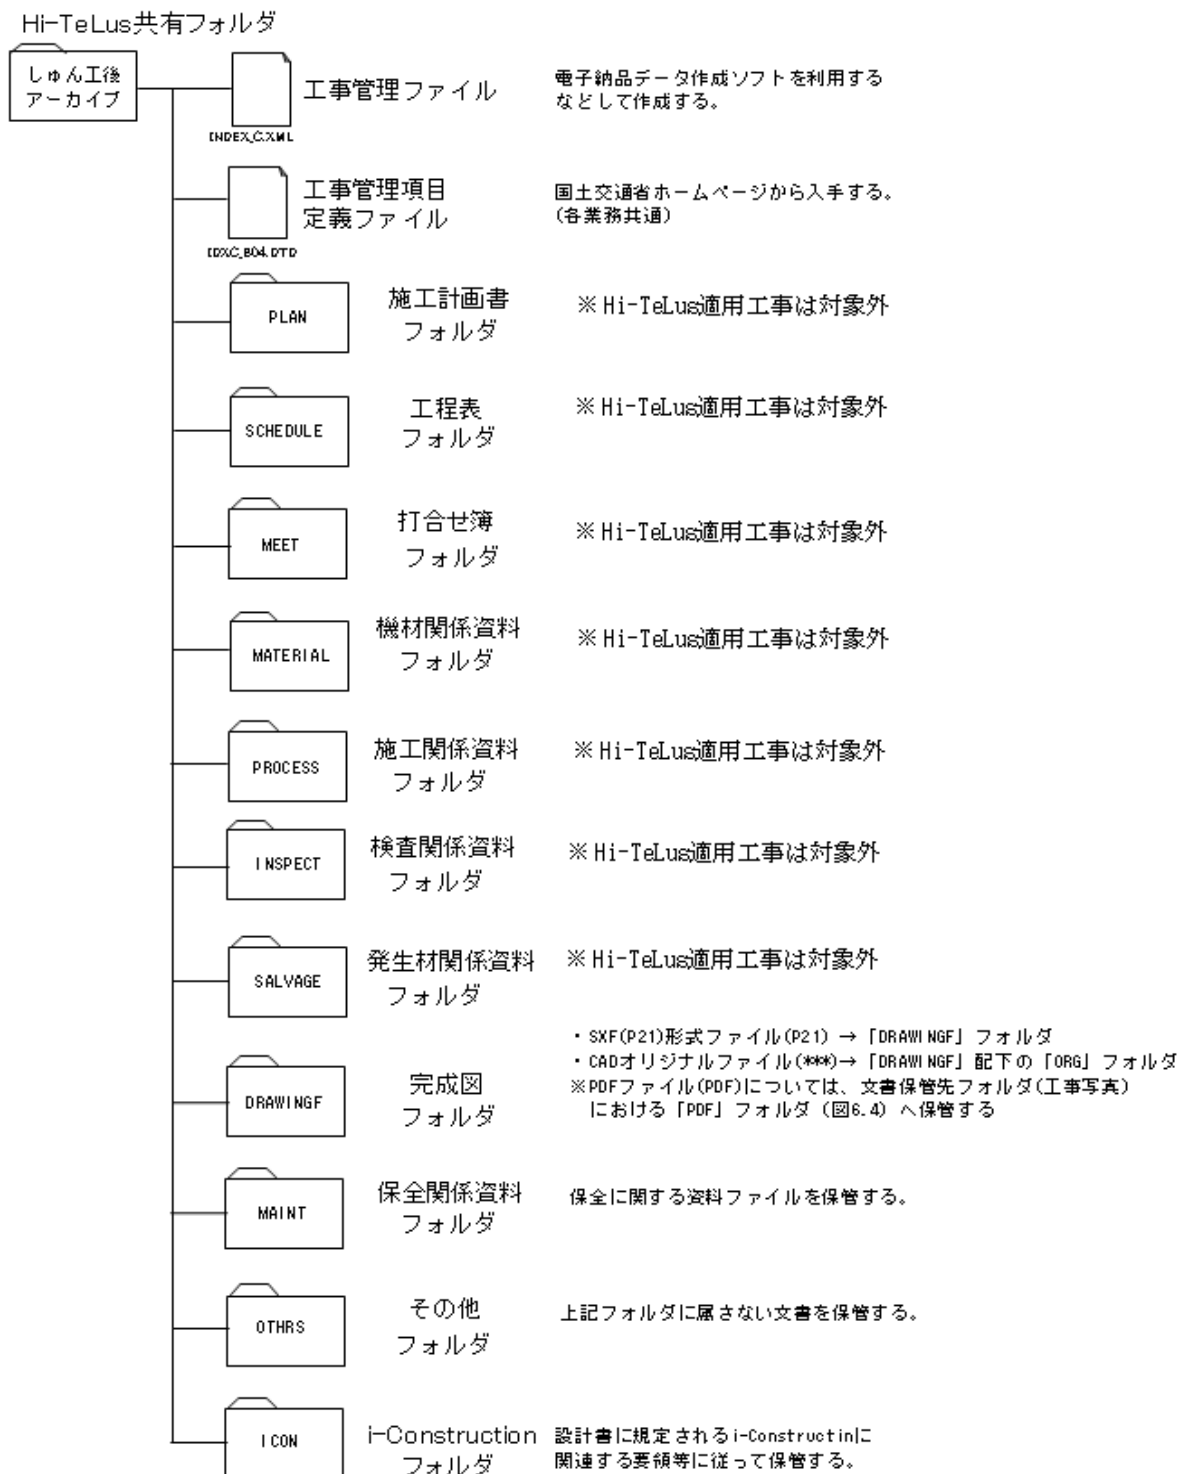 Hi-TeLus共有フォルダ
しゅん工後
アーカイブ
工事管理ファイル
電子納品データ作成ソフトを利用する
などして作成する。
INDEX_C.XML
工事管理項目
定義ファイル
国土交通省ホームページから入手する。
(各業務共通)
INDXC_B04.DTD
PLAN
施工計画書
フォルダ
※Hi-TeLus適用工事は対象外
SCHEDULE
工程表
フォルダ
※Hi-TeLus適用工事は対象外
MEET
打合せ簿
フォルダ
※Hi-TeLus適用工事は対象外
MATERIAL
機材関係資料
フォルダ
※Hi-TeLus適用工事は対象外
PROCESS
施工関係資料
フォルダ
※Hi-TeLus適用工事は対象外
INSPECT
検査関係資料
フォルダ
※Hi-TeLus適用工事は対象外
SALVAGE
発生材関係資料
フォルダ
※Hi-TeLus適用工事は対象外
DRAWINGF
完成図
フォルダ
・SXF(P21)形式ファイル(P21)→「DRAWINGF」フォルダ
・CADオリジナルファイル(***)→「DRAWINGF」配下の「ORG」フォルダ
※PDFファイル(PDF)については、文書保管先フォルダ(工事写真)
における「PDF」フォルダ（図6.4）へ保管する
MAINT
保全関係資料
フォルダ
保全に関する資料ファイルを保管する。
OTHRS
その他
フォルダ
上記フォルダに属さない文書を保管する。
ICON
i-Construction
フォルダ
設計書に規定されるi-Constructinに
関連する要領等に従って保管する。